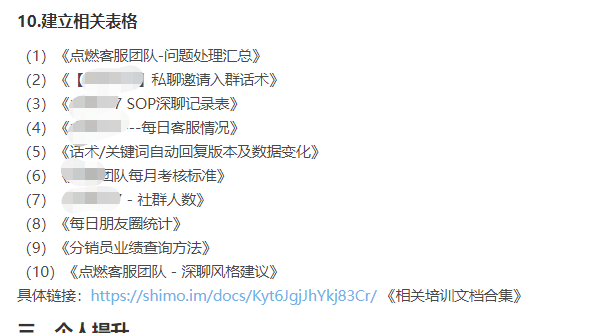 10.建立相关表格
（1）《点燃客服团队-问题处理汇总》
（2）《【】私聊邀请入群话术》
（3）《7 SOP深聊记录表》
（4）《---每日客服情况》
（5）《话术/关键词自动回复版本及数据变化》
（6）《团队每月考核标准》
（7）《 - 社群人数》
（8）《每日朋友圈统计》
（9）《分销员业绩查询方法》
（10）《点燃客服团队 - 深聊风格建议》
具体链接：https://shimo.im/docs/Kyt6JgjJhYkj83Cr/ 《相关培训文档合集》
三、个人提升